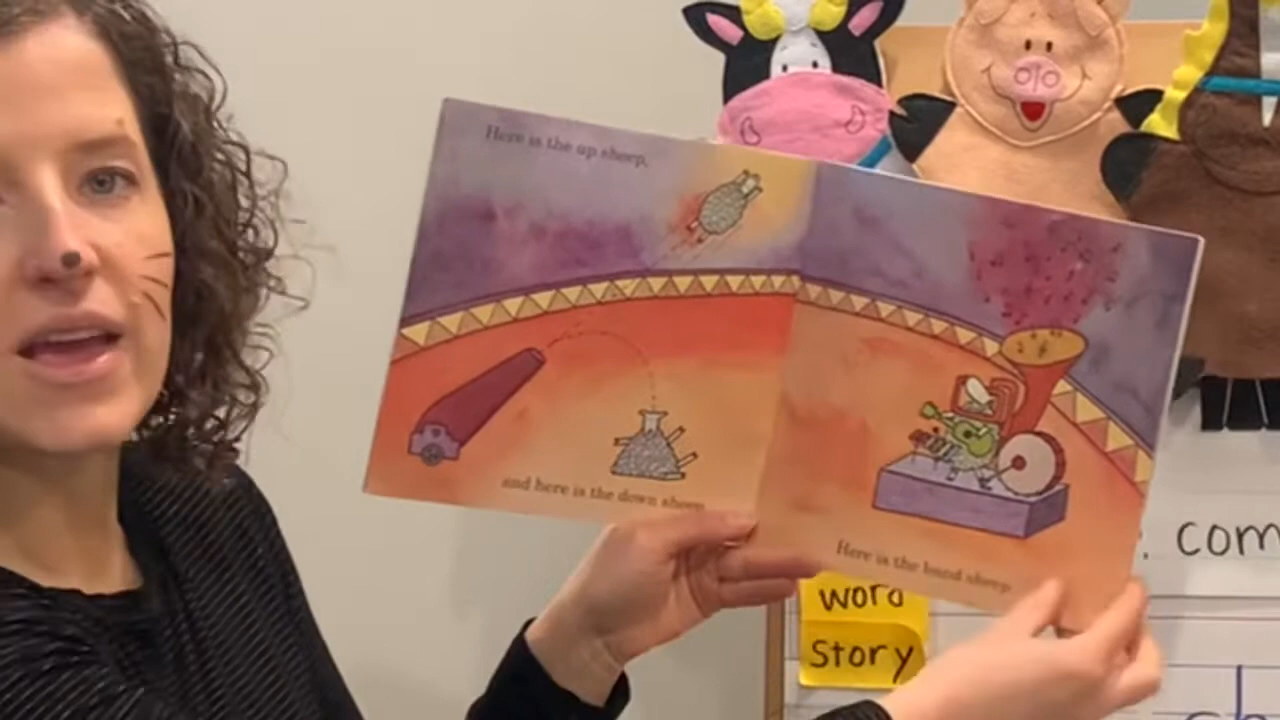 Here is the up sheep,
and here is the down sheep.
Here is the band sheep.
. com
word
Story